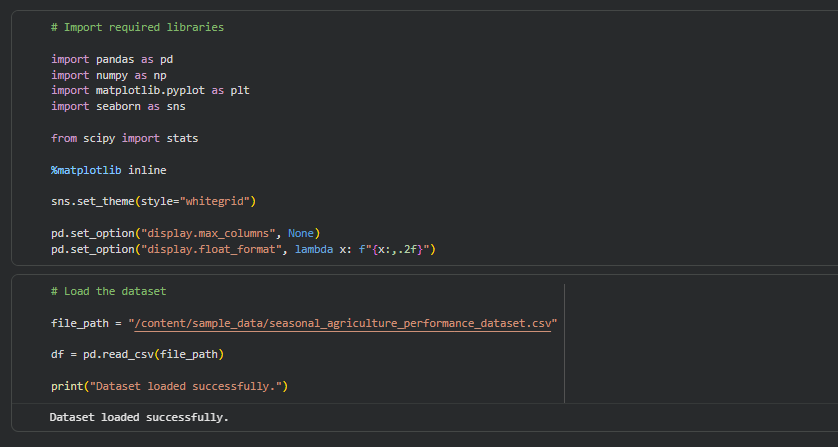 # Import required libraries
import pandas as pd
import numpy as np
import matplotlib.pyplot as plt
import seaborn as sns
from scipy import stats
%matplotlib inline
sns.set_theme(style="whitegrid")
pd.set_option("display.max_columns", None)
pd.set_option("display.float_format", lambda x: f"{x:,.2f}")
# Load the dataset
file_path = "/content/sample_data/seasonal_agriculture_performance_dataset.csv"
df = pd.read_csv(file_path)
print("Dataset loaded successfully.")
Dataset loaded successfully.